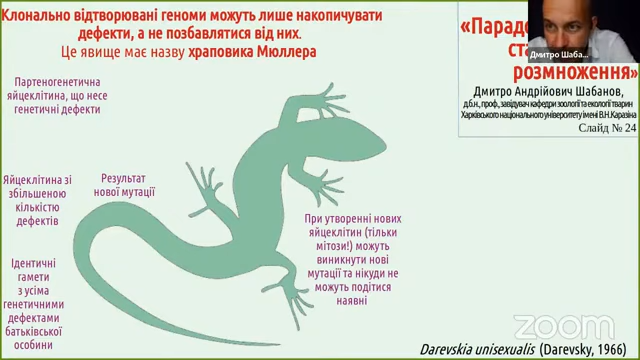 Клонально відтворювані геноми можуть лише накопичувати
дефекти, а не позбавлятися від них.
Це явище має назву храповика Мюллера
«Парадо
ста
розмноження»
Дмитро Шаба...
Дмитро Андрійович Шабанов,
д.б.н., проф., завідувач кафедри зоології та екології тварин
Харківського національного університету імені В.Н.Каразіна
Слайд № 24
Партеногенетична
яйцеклітина, що несе
генетичні дефекти
Яйцеклітина зі
збільшеною
кількістю
дефектів
Результат
нової мутації
Ідентичні
гамети
з усіма
генетичними
дефектами
батьківської
особини
При утворенні нових
яйцеклітин (тільки
мітози!) можуть
виникнути нові
мутації та нікуди не
можуть подітися
наявні
zoom
Darevskia unisexualis (Darevsky, 1966)